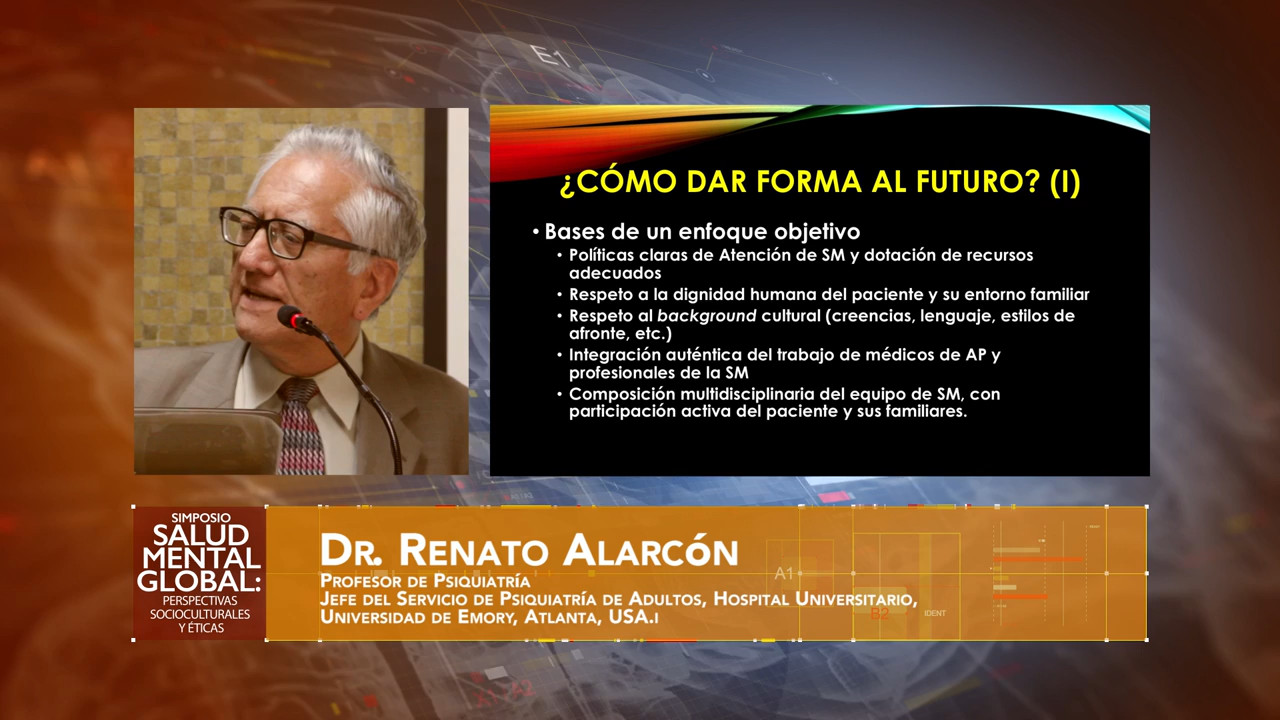 E1
¿CÓMO DAR FORMA AL FUTURO? (I)
• Bases de un enfoque objetivo
• Políticas claras de Atención de SM y dotación de recursos
adecuados
• Respeto a la dignidad humana del paciente y su entorno familiar
• Respeto al background cultural (creencias, lenguaje, estilos de
afronte, etc.)
• Integración auténtica del trabajo de médicos de AP y
profesionales de la SM
• Composición multidisciplinaria del equipo de SM, con
participación activa del paciente y sus familiares.
SIMPOSIO
SALUD
MENTAL
GLOBAL:
PERSPECTIVAS
SOCIOCULTURALES
Y ÉTICAS
DR. RENATO ALARCÓN
PROFESOR DE PSIQUIATRÍA
JEFE DEL SERVICIO DE PSIQUIATRÍA DE ADULTOS, HOSPITAL UNIVERSITARIO,
UNIVERSIDAD DE EMORY, ATLANTA, USA.I
A1
B2
IDENT
A2